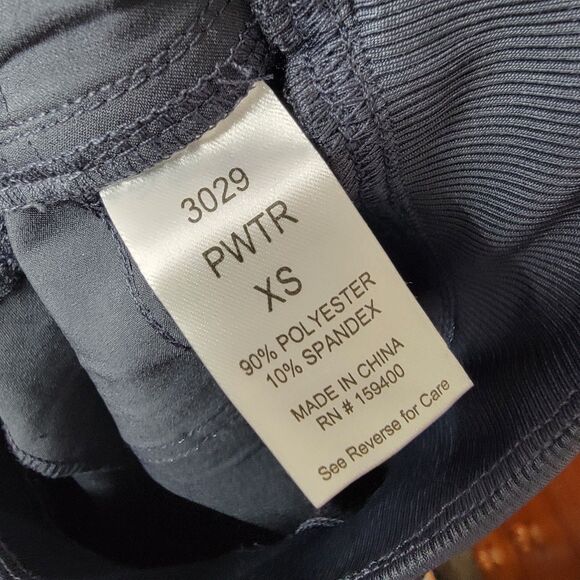 3029
PWTR
XS
90% POLYESTER
10% SPANDEX
MADE IN CHINA
RN # 159400
See Reverse for Care